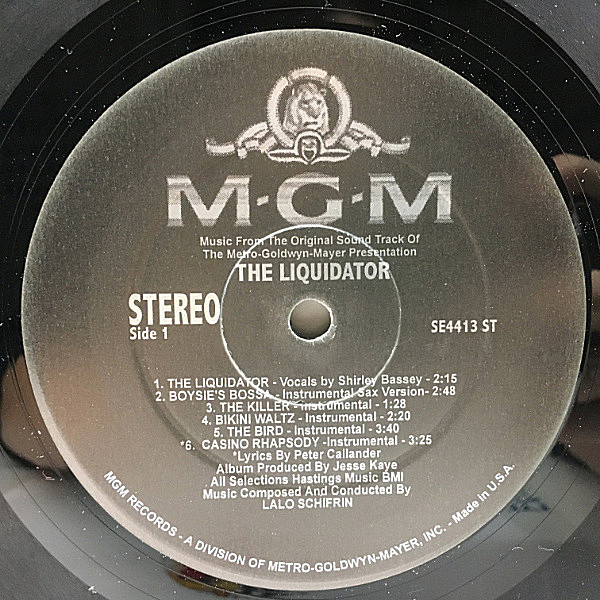 M-G-M
Music From The Original Sound Track Of
The Metro-Goldwyn-Mayer Presentation
THE LIQUIDATOR
STEREO
Side 1
SE4413 ST
1. THE LIQUIDATOR - Vocals by Shirley Bassey - 2:15
2. BOYSIE'S BOSSA - Instrumental Sax Version- 2:48
3. THE KILLER - Instrumental - 1:28
4. BIKINI WALTZ - Instrumental - 2:20
5. THE BIRD - Instrumental - 3:40
*6. CASINO RHAPSODY -Instrumental - 3:25
*Lyrics By Peter Callander
Album Produced By Jesse Kaye
All Selections Hastings Music BMI
Music Composed And Conducted By
LALO SCHIFRIN
MGM RECORDS - A DIVISION OF METRO-GOLDWYN-MAYER, INC. - Made in U.S.A.